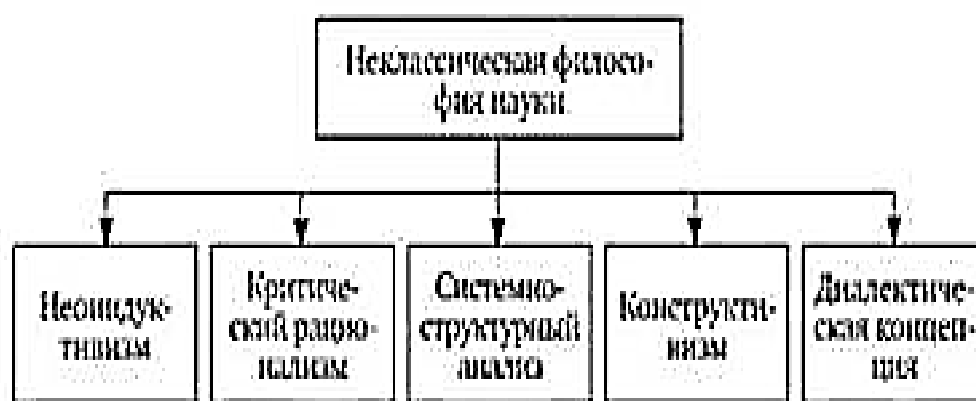 Неклассическая филосо-
фия науки
Неоиндук-
тивизм
Критиче-
ский рацио-
нализм
Системно-
структурный
анализ
Конструкти-
визм
Диалектиче-
ская концеп-
ция